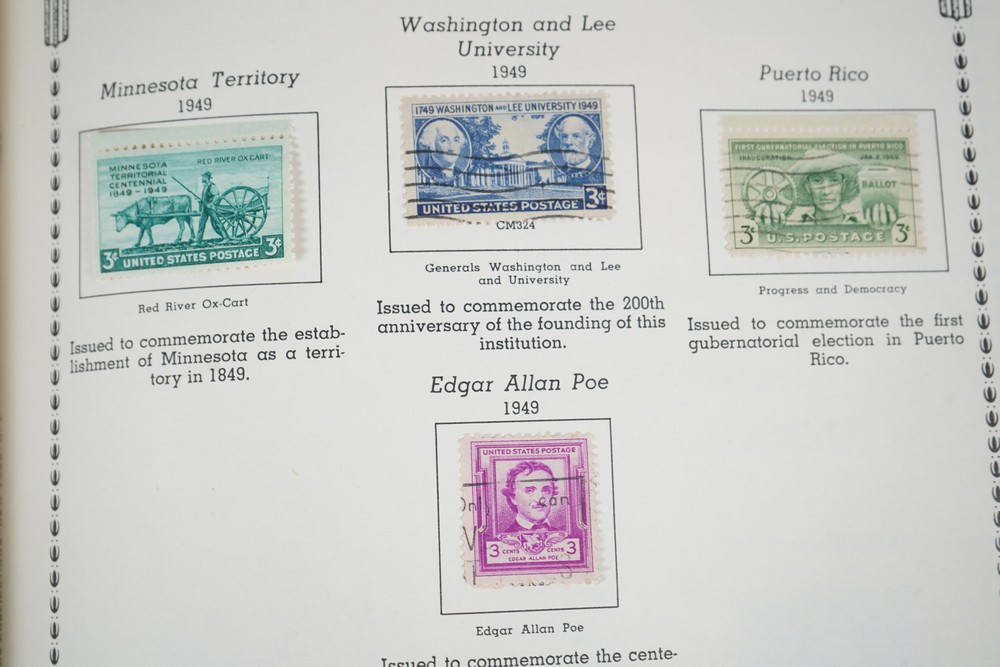 Minnesota Territory
1949
MINNESOTA
TERRITORIAL
CENTENNIAL
1849 - 1949
RED RIVER OX CART
3¢ UNITED STATES POSTAGE 3¢
Red River Ox-Cart
Issued to commemorate the estab-
lishment of Minnesota as a terri-
tory in 1849.
Washington and Lee
University
1949
1749 WASHINGTON AND LEE UNIVERSITY 1949
UNITED STATES POSTAGE 3¢
CM324
Generals Washington and Lee
and University
Issued to commemorate the 200th
anniversary of the founding of this
institution.
Puerto Rico
1949
FIRST GUBERNATORIAL ELECTION IN PUERTO RICO
INAUGURATION JAN. 2, 1949
BALLOT
3¢ U.S. POSTAGE 3¢
Progress and Democracy
Issued to commemorate the first
gubernatorial election in Puerto
Rico.
Edgar Allan Poe
1949
UNITED STATES POSTAGE
can
3 CENTS CENTS 3
EDGAR ALLAN POE
Edgar Allan Poe
Issued to commemorate the cente-